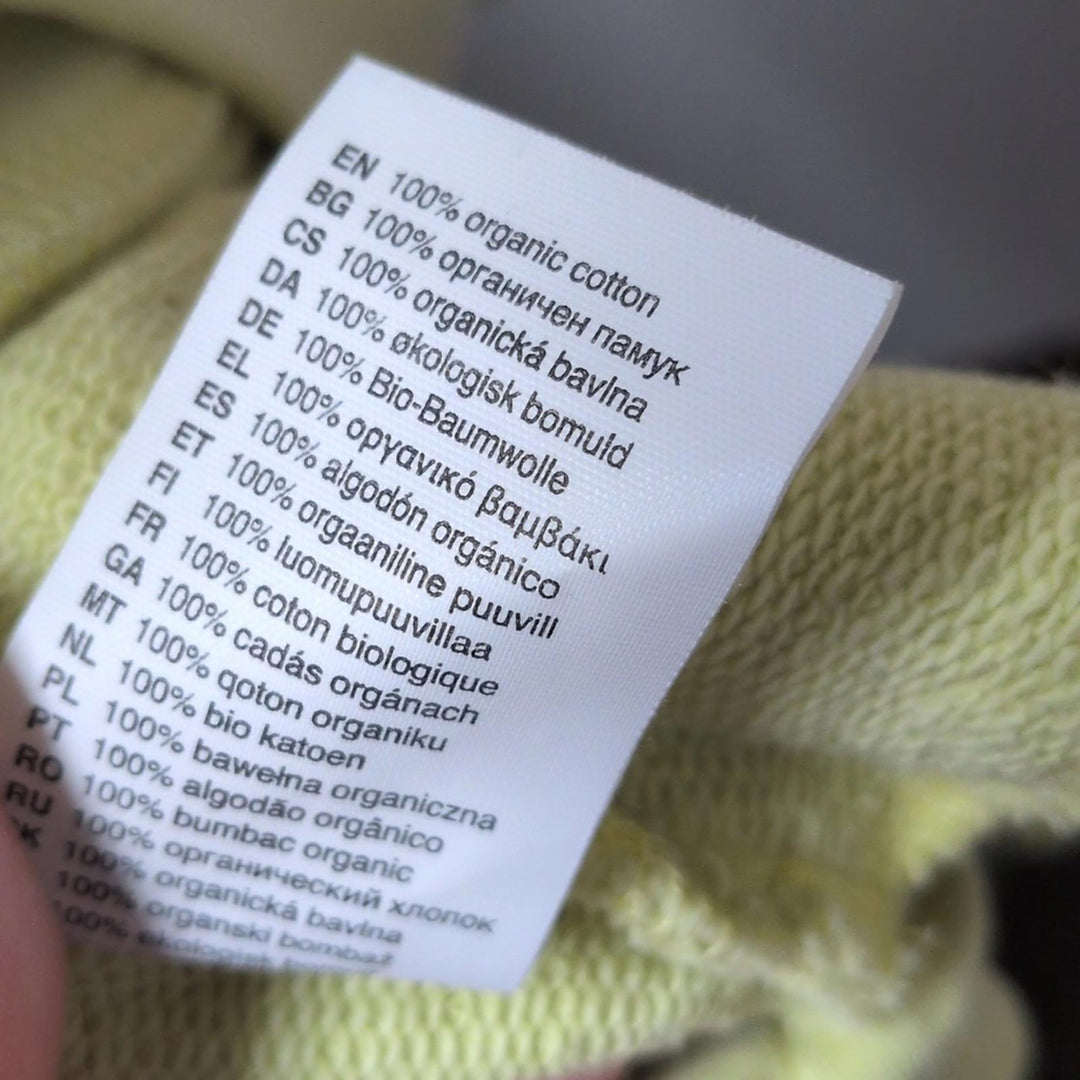 EN 100% organic cotton
BG 100% органичен памук
CS 100% organická bavlna
DA 100% økologisk bomuld
DE 100% Bio-Baumwolle
EL 100% οργανικό βαμβάκι
ES 100% algodón orgánico
ET 100% orgaaniline puuvill
FI 100% luomupuuvillaa
FR 100% coton biologique
GA 100% cadás orgánach
MT 100% qoton organiku
NL 100% bio katoen
PL 100% bawełna organiczna
PT 100% algodão orgânico
RO 100% bumbac organic
RU 100% органический хлопок
100% organická bavlna
100% organski bombaž
100% økologisk